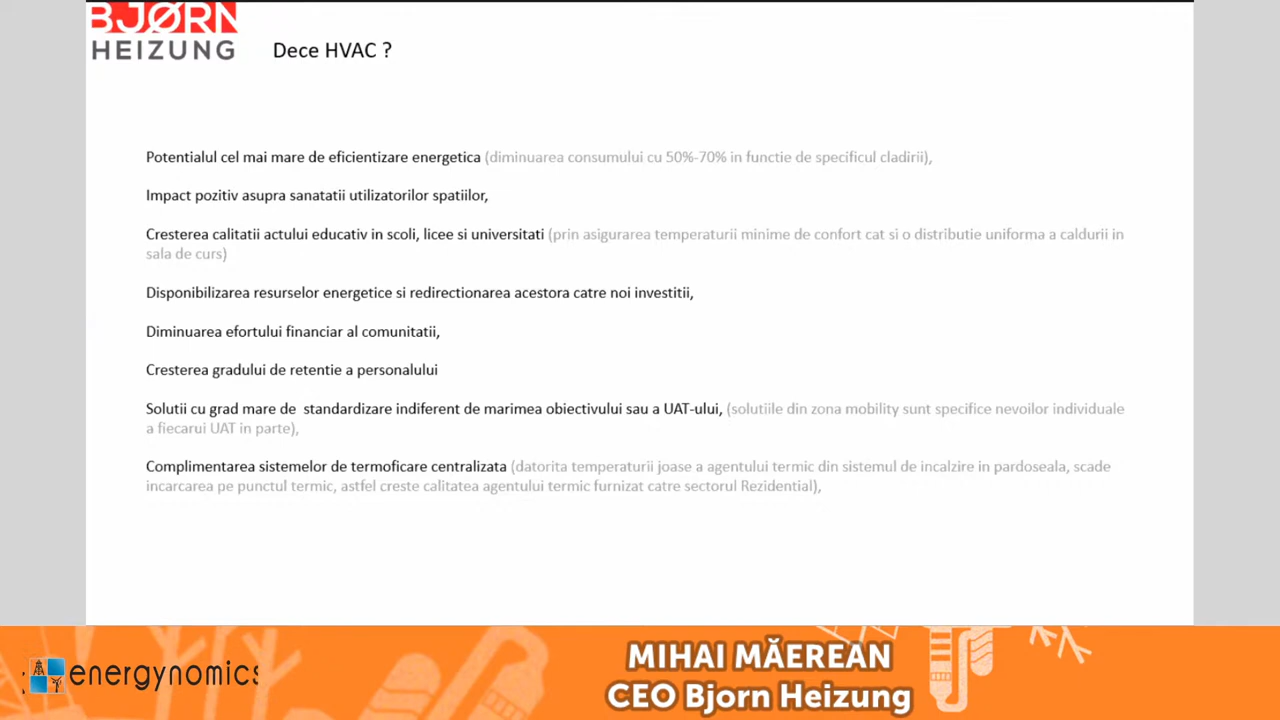 BJØRN
HEIZUNG
Dece HVAC ?
Potentialul cel mai mare de eficientizare energetica (diminuarea consumului cu 50%-70% in functie de specificul cladirii),
Impact pozitiv asupra sanatatii utilizatorilor spatiilor,
Cresterea calitatii actului educativ in scoli, licee si universitati (prin asigurarea temperaturii minime de confort cat si o distributie uniforma a caldurii in
sala de curs)
Disponibilizarea resurselor energetice si redirectionarea acestora catre noi investitii,
Diminuarea efortului financiar al comunitatii,
Cresterea gradului de retentie a personalului
Solutii cu grad mare de  standardizare indiferent de marimea obiectivului sau a UAT-ului, (solutiile din zona mobility sunt specifice nevoilor individuale
a fiecarui UAT in parte),
Complimentarea sistemelor de termoficare centralizata (datorita temperaturii joase a agentului termic din sistemul de incalzire in pardoseala, scade
incarcarea pe punctul termic, astfel creste calitatea agentului termic furnizat catre sectorul Rezidential),
energynomics
MIHAI MĂEREAN
CEO Bjorn Heizung